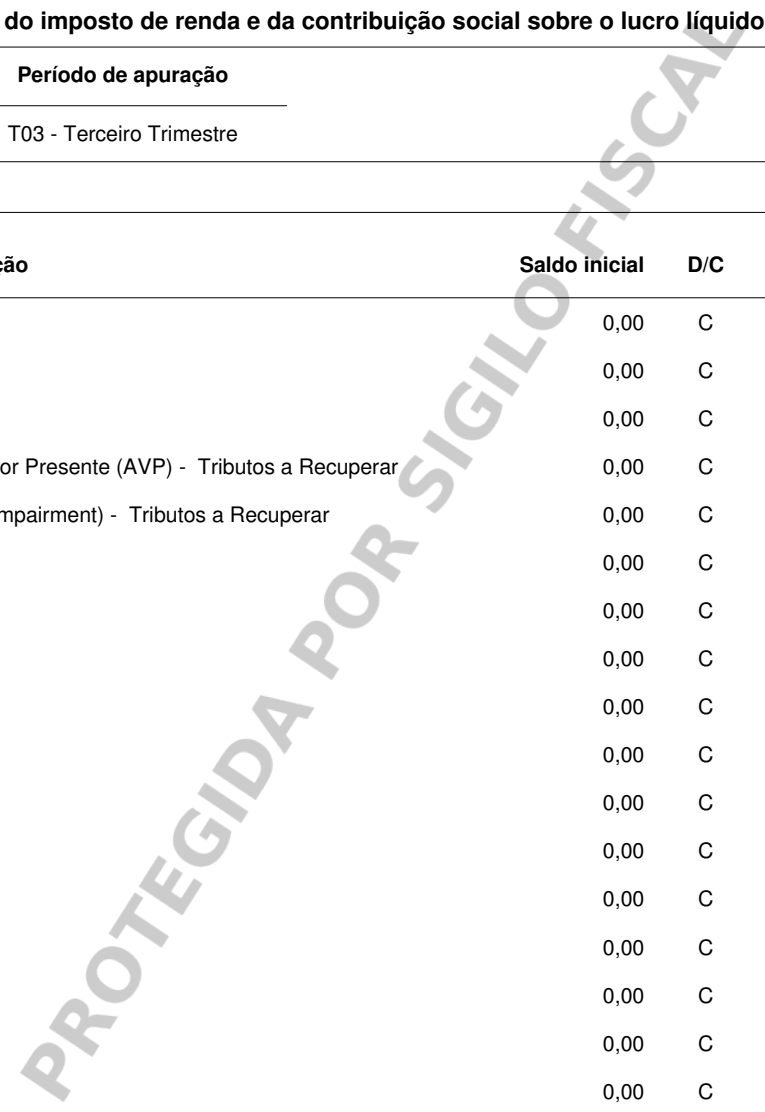 do imposto de renda e da contribuição social sobre o lucro líquido
Período de apuração
T03 - Terceiro Trimestre
ção Saldo inicial D/C
0,00 C
0,00 C
0,00 C
or Presente (AVP) - Tributos a Recuperar 0,00 C
mpairment) - Tributos a Recuperar 0,00 C
0,00 C
0,00 C
0,00 C
0,00 C
0,00 C
0,00 C
0,00 C
0,00 C
0,00 C
0,00 C
0,00 C
0,00 C
PROTEGIDA POR SIGILO FISCAL